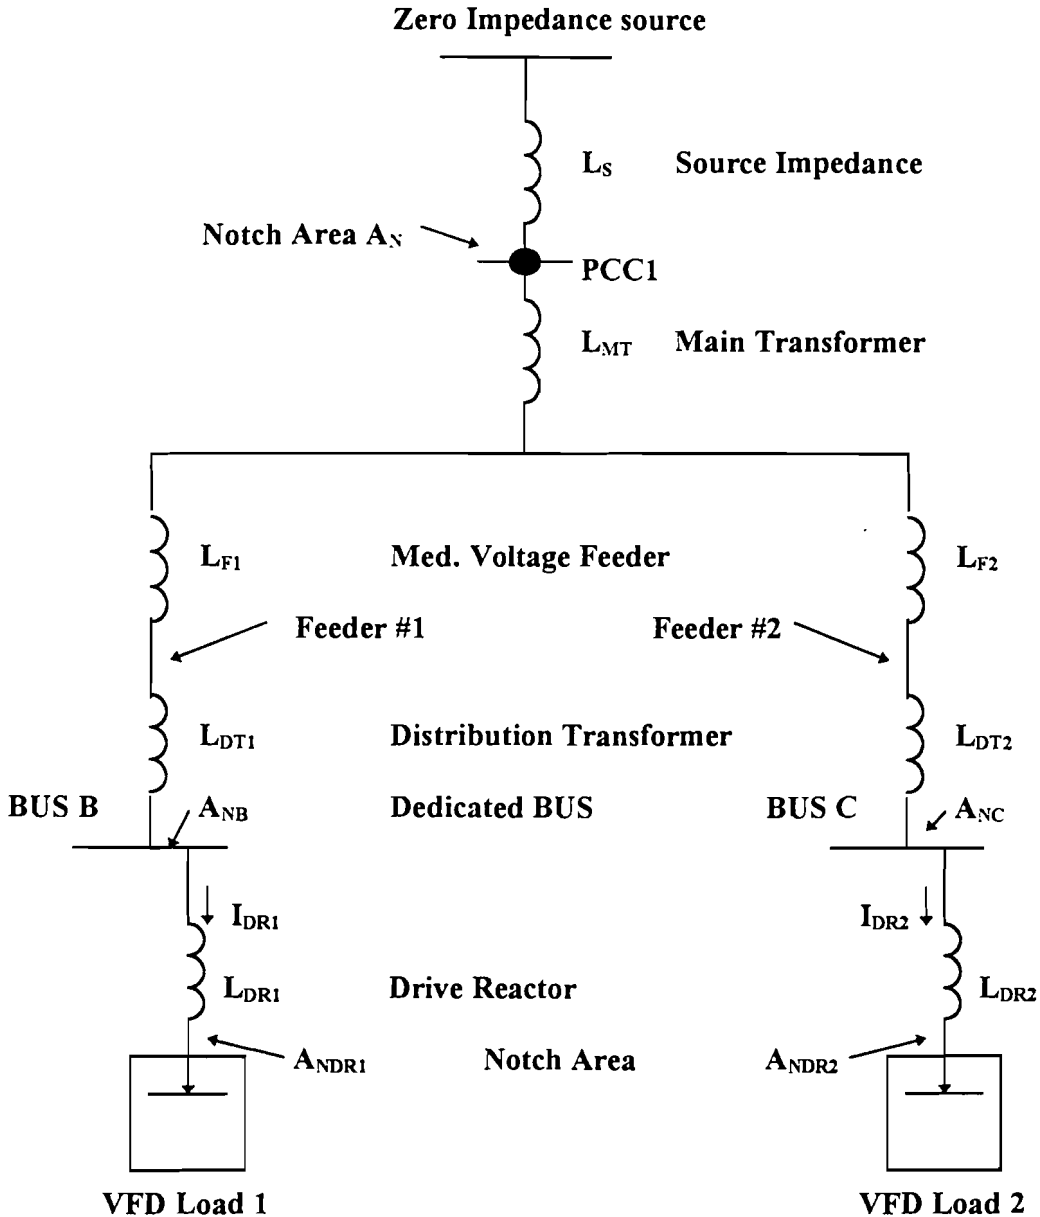 Zero Impedance source
LS Source Impedance
Notch Area AN
PCC1
LMT Main Transformer
LF1 Med. Voltage Feeder LF2
Feeder #1 Feeder #2
LDT1 Distribution Transformer LDT2
BUS B ANB Dedicated BUS BUS C ANC
IDR1 IDR2
LDR1 Drive Reactor LDR2
ANDR1 Notch Area ANDR2
VFD Load 1 VFD Load 2